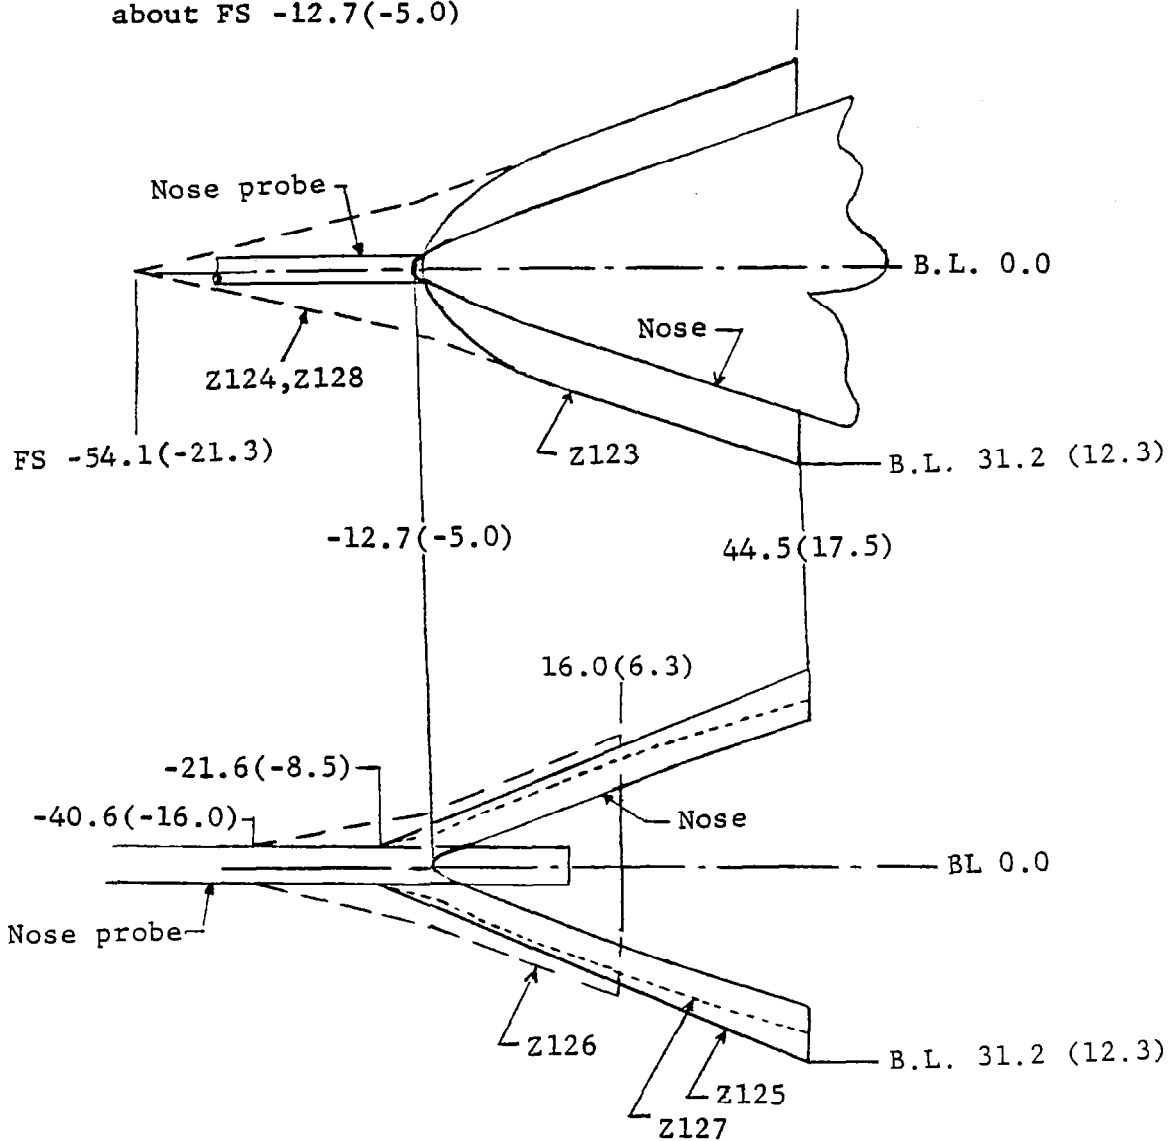 about FS -12.7(-5.0)
Nose probe
B.L. 0.0
Nose
Z124,Z128
FS -54.1(-21.3)
Z123
B.L. 31.2 (12.3)
-12.7(-5.0)
44.5(17.5)
16.0(6.3)
-21.6(-8.5)
-40.6(-16.0)
Nose
BL 0.0
Nose probe
Z126
B.L. 31.2 (12.3)
Z125
Z127